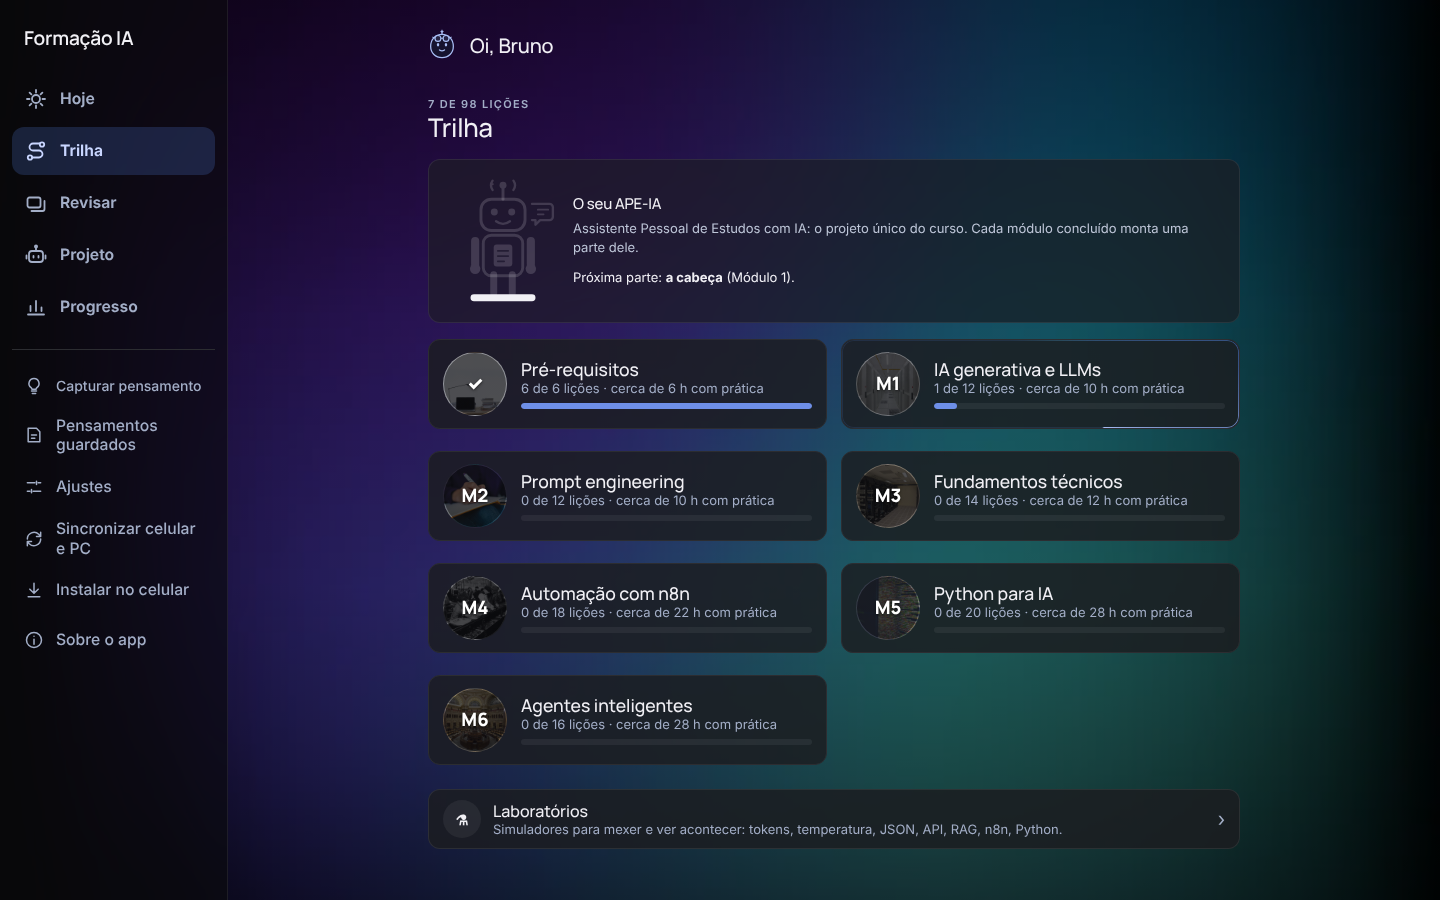 Formação IA
Hoje
Trilha
Revisar
Projeto
Progresso
Capturar pensamento
Pensamentos
guardados
Ajustes
Sincronizar celular
e PC
Instalar no celular
Sobre o app
Oi, Bruno
7 DE 98 LIÇÕES
Trilha
O seu APE-IA
Assistente Pessoal de Estudos com IA: o projeto único do curso. Cada módulo concluído monta uma
parte dele.
Próxima parte: a cabeça (Módulo 1).
Pré-requisitos
6 de 6 lições · cerca de 6 h com prática
M1
IA generativa e LLMs
1 de 12 lições · cerca de 10 h com prática
M2
Prompt engineering
0 de 12 lições · cerca de 10 h com prática
M3
Fundamentos técnicos
0 de 14 lições · cerca de 12 h com prática
M4
Automação com n8n
0 de 18 lições · cerca de 22 h com prática
M5
Python para IA
0 de 20 lições · cerca de 28 h com prática
M6
Agentes inteligentes
0 de 16 lições · cerca de 28 h com prática
Laboratórios
Simuladores para mexer e ver acontecer: tokens, temperatura, JSON, API, RAG, n8n, Python.